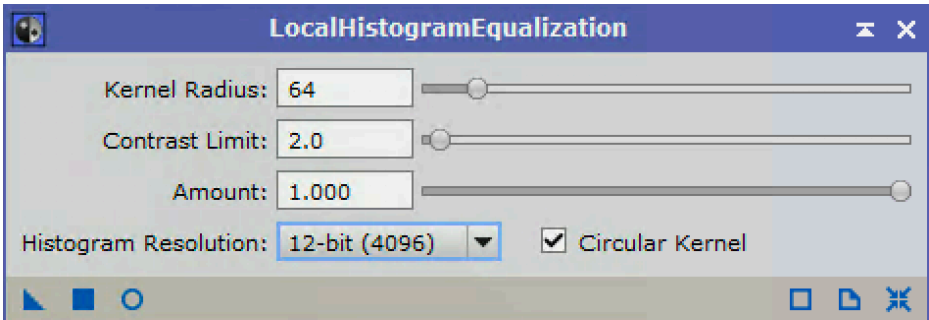 LocalHistogramEqualization
Kernel Radius: 64
Contrast Limit: 2.0
Amount: 1.000
Histogram Resolution: 12-bit (4096) Circular Kernel